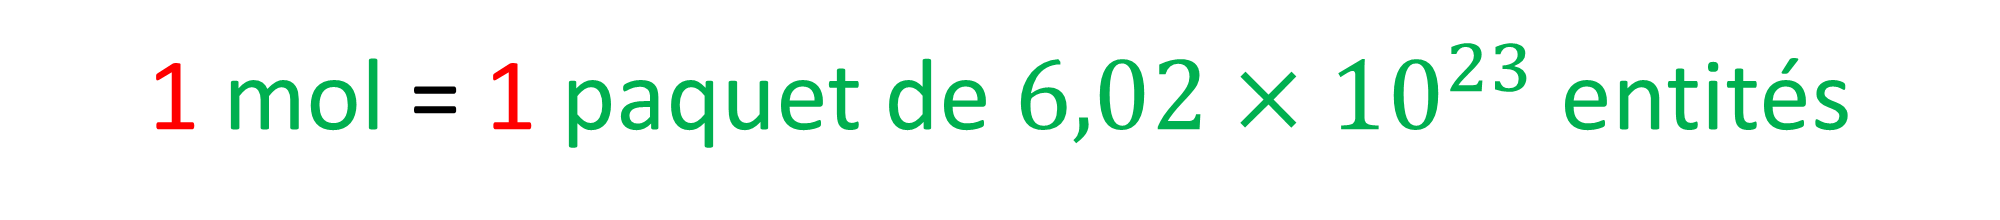 1 mol = 1 paquet de 6,02 × 10²³ entités